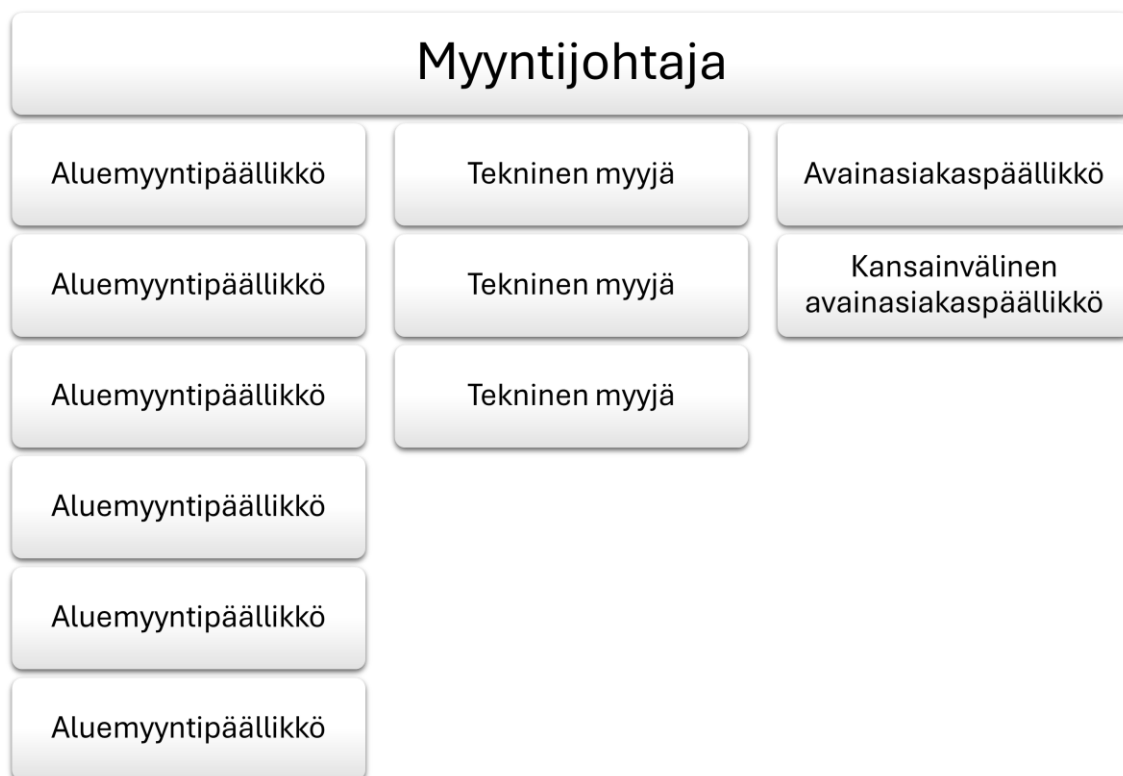 Myyntijohtaja
Aluemyyntipäällikkö
Tekninen myyjä
Avainasiakaspäällikkö
Aluemyyntipäällikkö
Tekninen myyjä
Kansainvälinen
avainasiakaspäällikkö
Aluemyyntipäällikkö
Tekninen myyjä
Aluemyyntipäällikkö
Aluemyyntipäällikkö
Aluemyyntipäällikkö